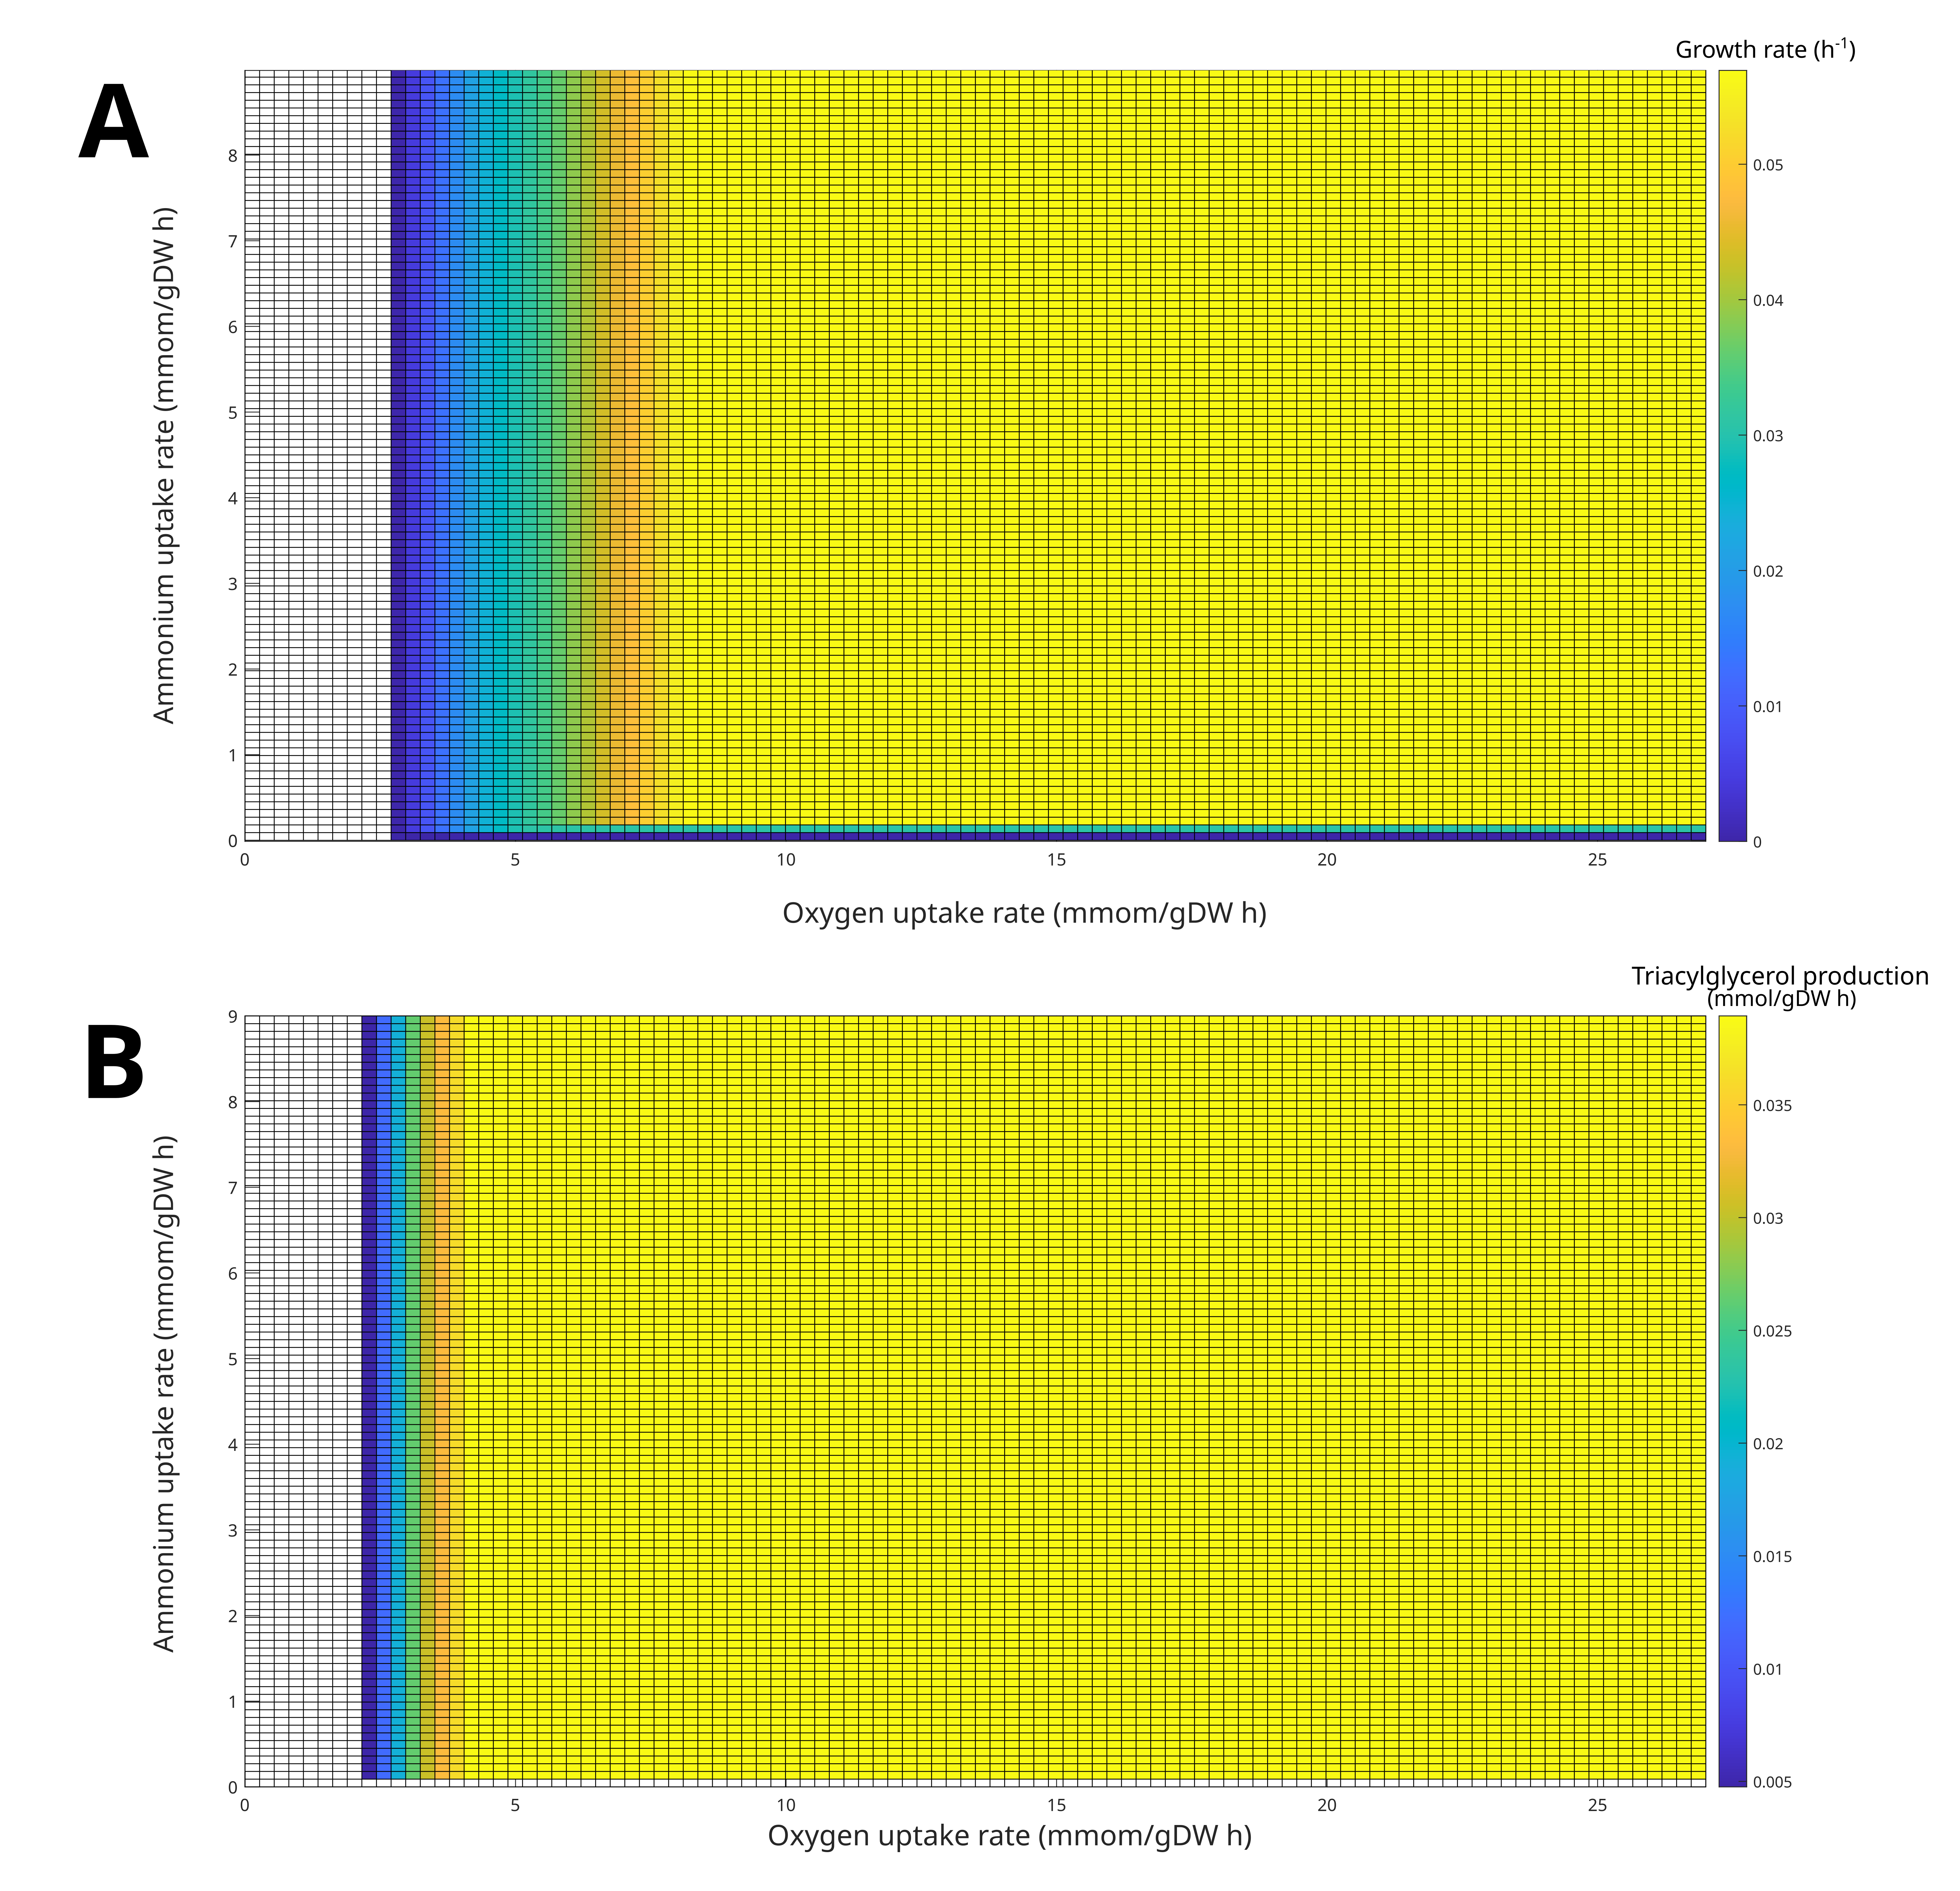 A
Growth rate (h-1)
Ammonium uptake rate (mmom/gDW h)
8
7
6
5
4
3
2
1
0
0 5 10 15 20 25
Oxygen uptake rate (mmom/gDW h)
0.05
0.04
0.03
0.02
0.01
0
B
Triacylglycerol production
(mmol/gDW h)
Ammonium uptake rate (mmom/gDW h)
9
8
7
6
5
4
3
2
1
0
0 5 10 15 20 25
Oxygen uptake rate (mmom/gDW h)
0.035
0.03
0.025
0.02
0.015
0.01
0.005